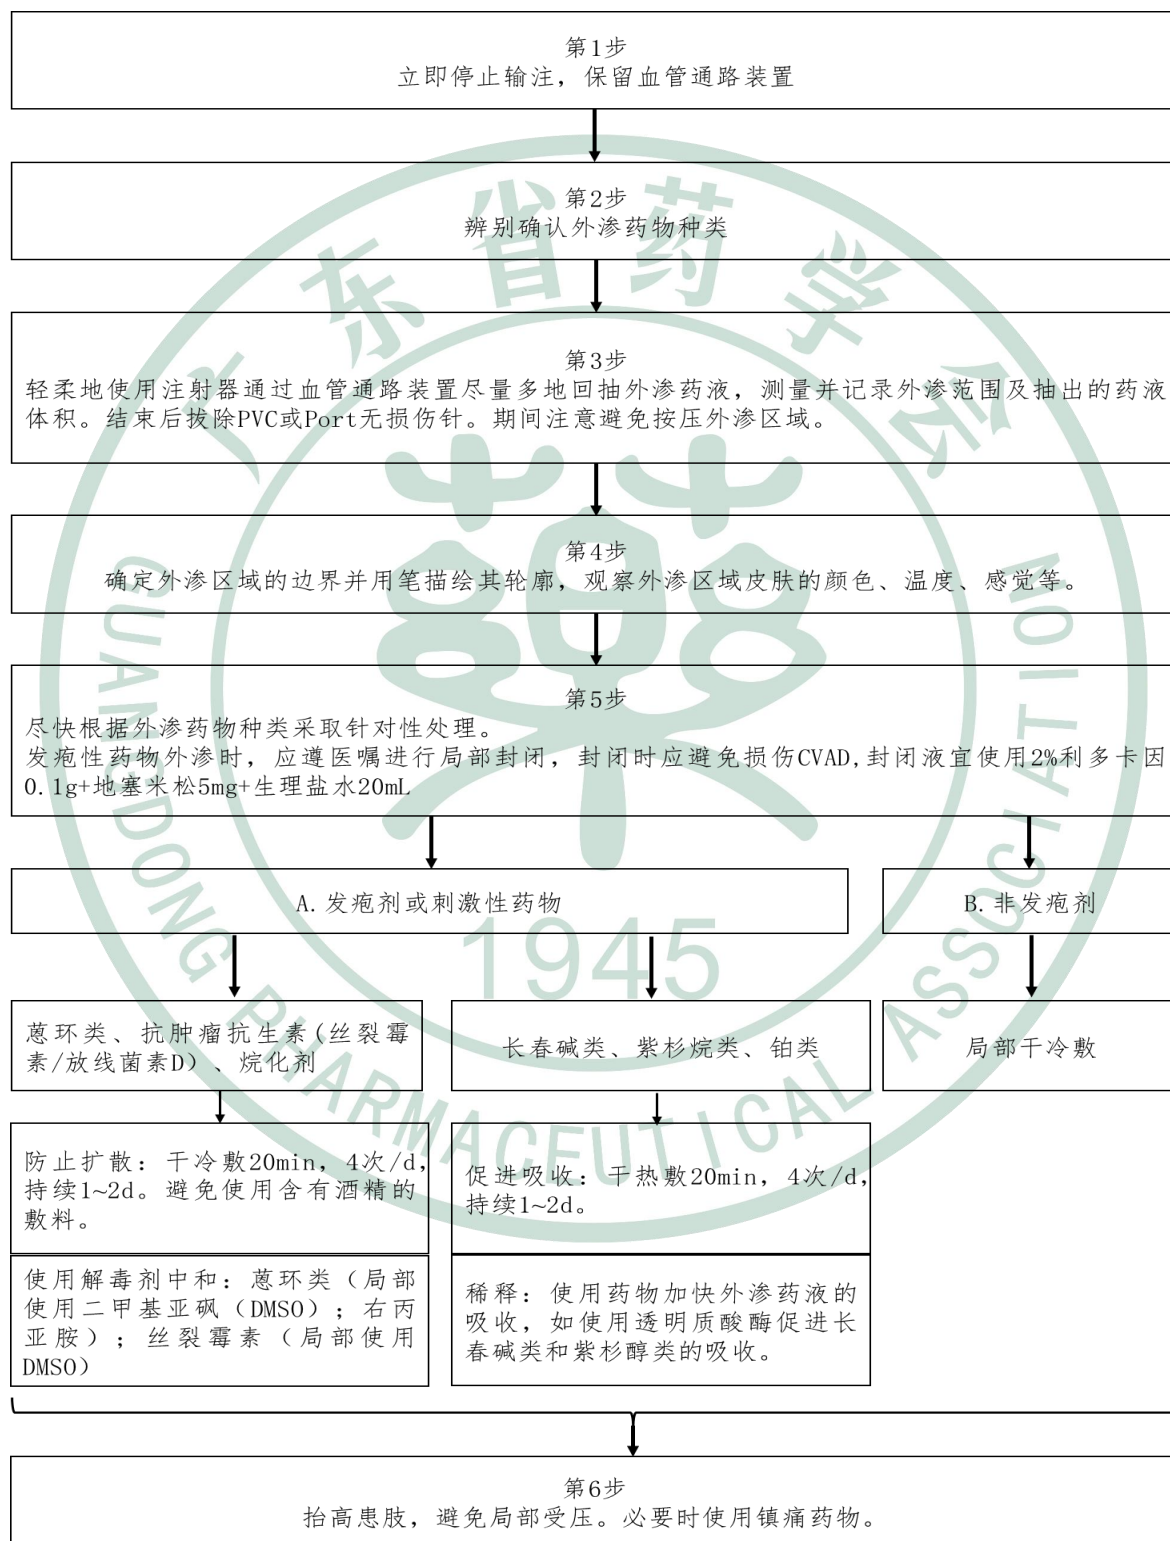 第1步
立即停止输注，保留血管通路装置
第2步
辨别确认外渗药物种类
第3步
轻柔地使用注射器通过血管通路装置尽量多地回抽外渗药液，测量并记录外渗范围及抽出的药液
体积。结束后拔除PVC或Port无损伤针。期间注意避免按压外渗区域。
第4步
确定外渗区域的边界并用笔描绘其轮廓，观察外渗区域皮肤的颜色、温度、感觉等。
第5步
尽快根据外渗药物种类采取针对性处理。
发疱性药物外渗时，应遵医嘱进行局部封闭，封闭时应避免损伤CVAD,封闭液宜使用2%利多卡因
0.1g+地塞米松5mg+生理盐水20mL
A.发疱剂或刺激性药物
B.非发疱剂
蒽环类、抗肿瘤抗生素(丝裂霉
素/放线菌素D)、烷化剂
长春碱类、紫杉烷类、铂类
局部干冷敷
防止扩散：干冷敷20min，4次/d，
持续1~2d。避免使用含有酒精的
敷料。
促进吸收：干热敷20min，4次/d，
持续1~2d。
使用解毒剂中和：蒽环类（局部
使用二甲基亚砜（DMSO）；右丙
亚胺）；丝裂霉素（局部使用
DMSO）
稀释：使用药物加快外渗药液的
吸收，如使用透明质酸酶促进长
春碱类和紫杉醇类的吸收。
第6步
抬高患肢，避免局部受压。必要时使用镇痛药物。
广东省药学会
藥
1945
GUANGDONG PHARMACEUTICAL ASSOCIATION